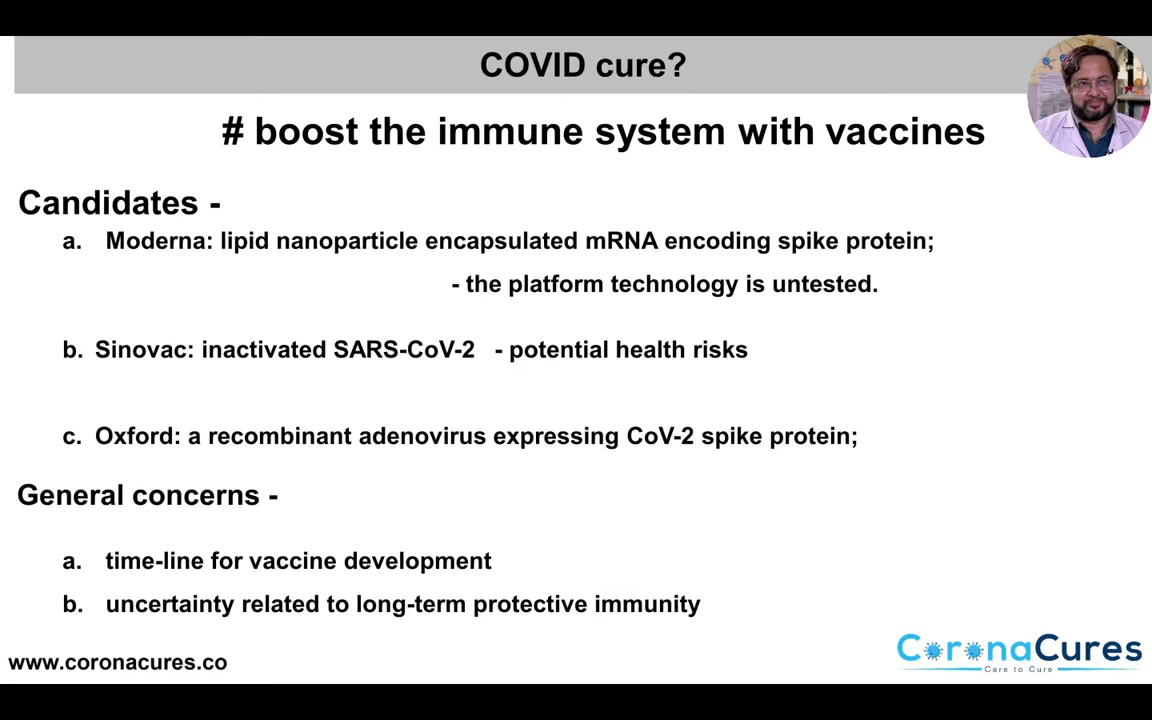 COVID cure?
# boost the immune system with vaccines
Candidates -
a. Moderna: lipid nanoparticle encapsulated mRNA encoding spike protein;
- the platform technology is untested.
b. Sinovac: inactivated SARS-CoV-2 - potential health risks
c. Oxford: a recombinant adenovirus expressing CoV-2 spike protein;
General concerns -
a. time-line for vaccine development
b. uncertainty related to long-term protective immunity
www.coronacures.co
CoronaCures
Care to Cure